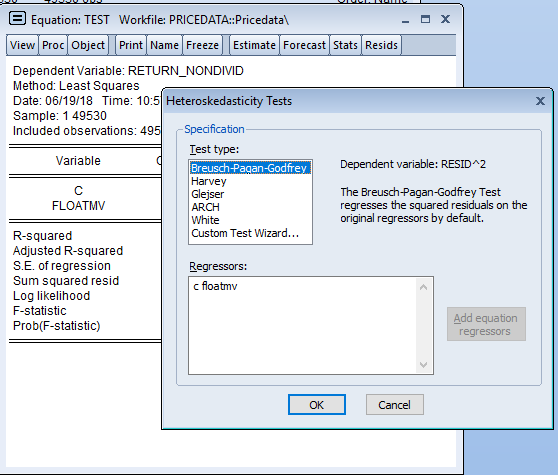 Equation: TEST Workfile: PRICEDATA::Pricedata\
View Proc Object Print Name Freeze Estimate Forecast Stats Resids
Dependent Variable: RETURN_NONDIVID
Method: Least Squares
Date: 06/19/18 Time: 10:5
Sample: 1 49530
Included observations: 495
Variable
C
FLOATMV
R-squared
Adjusted R-squared
S.E. of regression
Sum squared resid
Log likelihood
F-statistic
Prob(F-statistic)
Heteroskedasticity Tests
Specification
Test type:
Breusch-Pagan-Godfrey
Harvey
Glejser
ARCH
White
Custom Test Wizard...
Dependent variable: RESID^2
The Breusch-Pagan-Godfrey Test
regresses the squared residuals on the
original regressors by default.
Regressors:
c floatmv
Add equation
regressors
OK Cancel